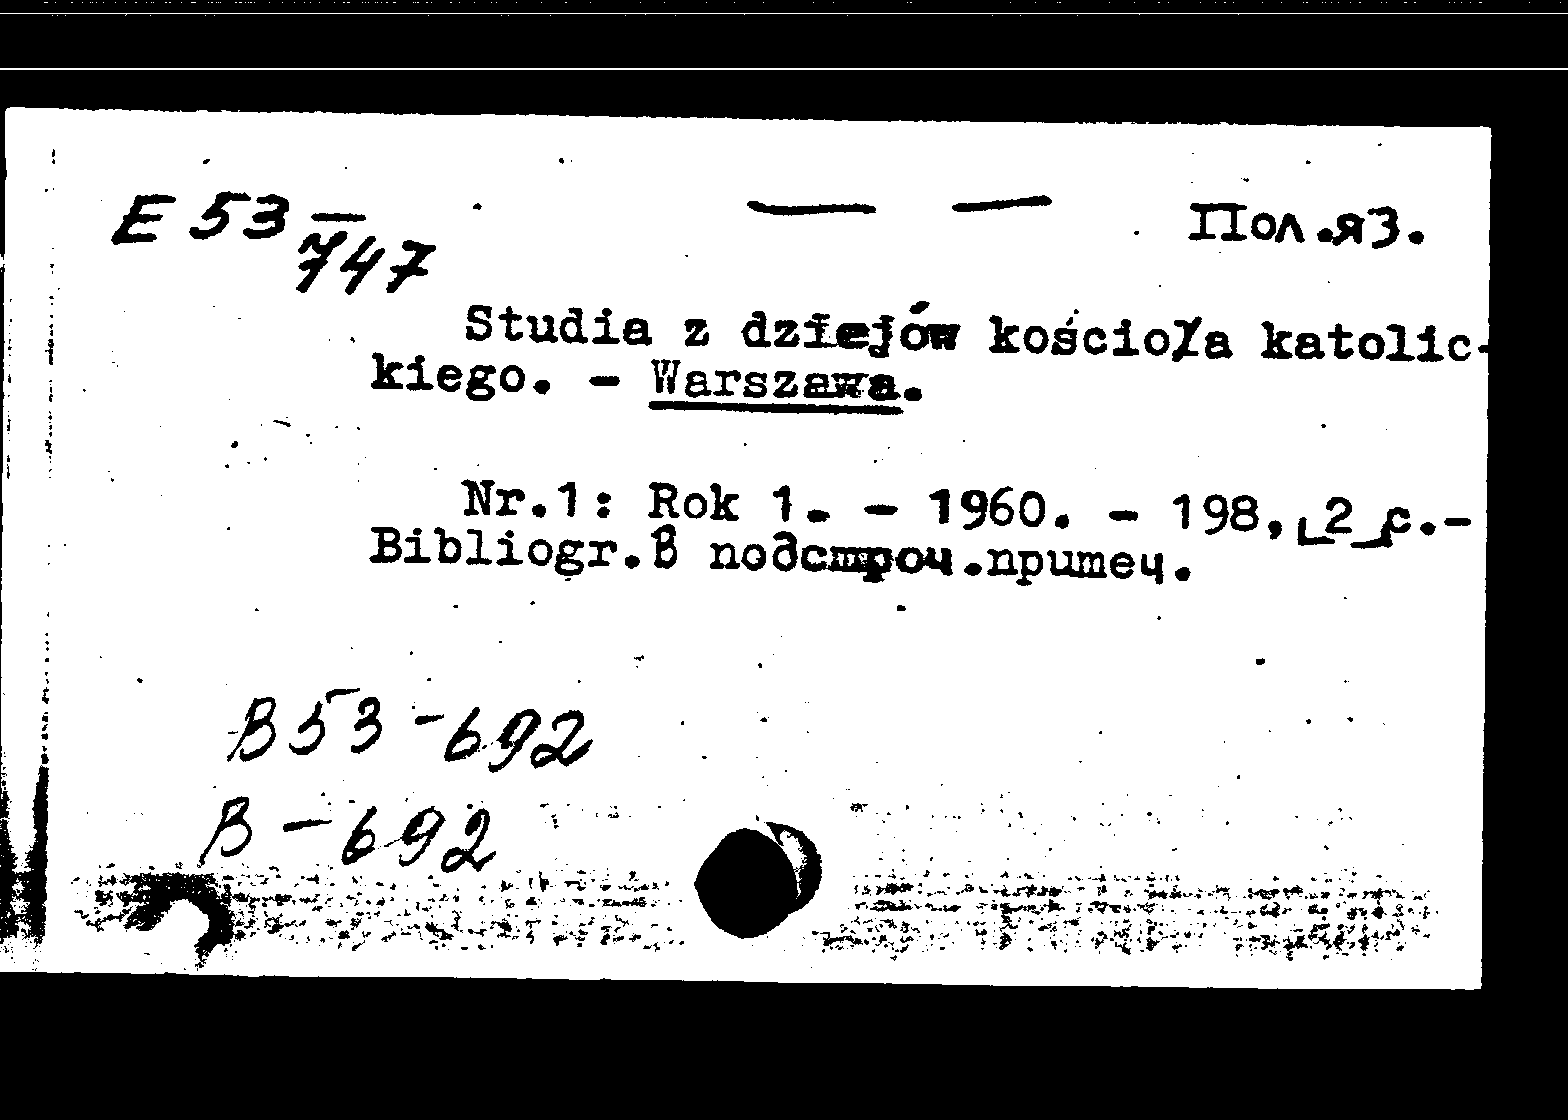 E 53 —
747
Пол.яз.
Studia z dziejów kościoła katolic-
kiego. - Warszawa.
Nr.1: Rok 1. - 1960. - 198,[2]с.-
Bibliogr.в подстроч.примеч.
В53-692
В-692